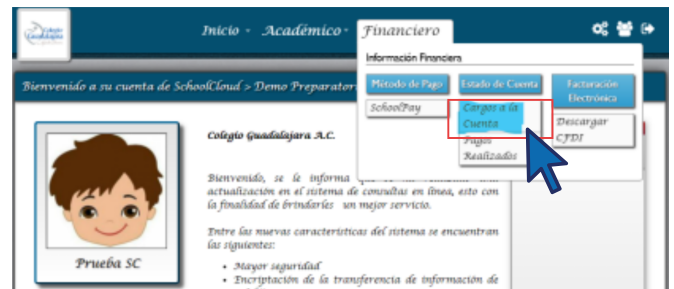 Colegio
Guadalajara
Inicio - Académico - Financiero
Información Financiera
Bienvenido a su cuenta de SchoolCloud > Demo Preparator
Método de Pago
Estado de Cuenta
Facturación
Electrónica
SchoolPay
Cargos a la
Cuenta
Pagos
Realizados
Descargar
CFDI
Colegio Guadalajara A.C.
Bienvenido, se le informa que se
actualización en el sistema de consultas en línea, esto con
la finalidad de brindarles un mejor servicio.
Entre las nuevas características del sistema se encuentran
las siguientes:
• Mayor seguridad
• Encriptación de la transferencia de información de
Prueba SC